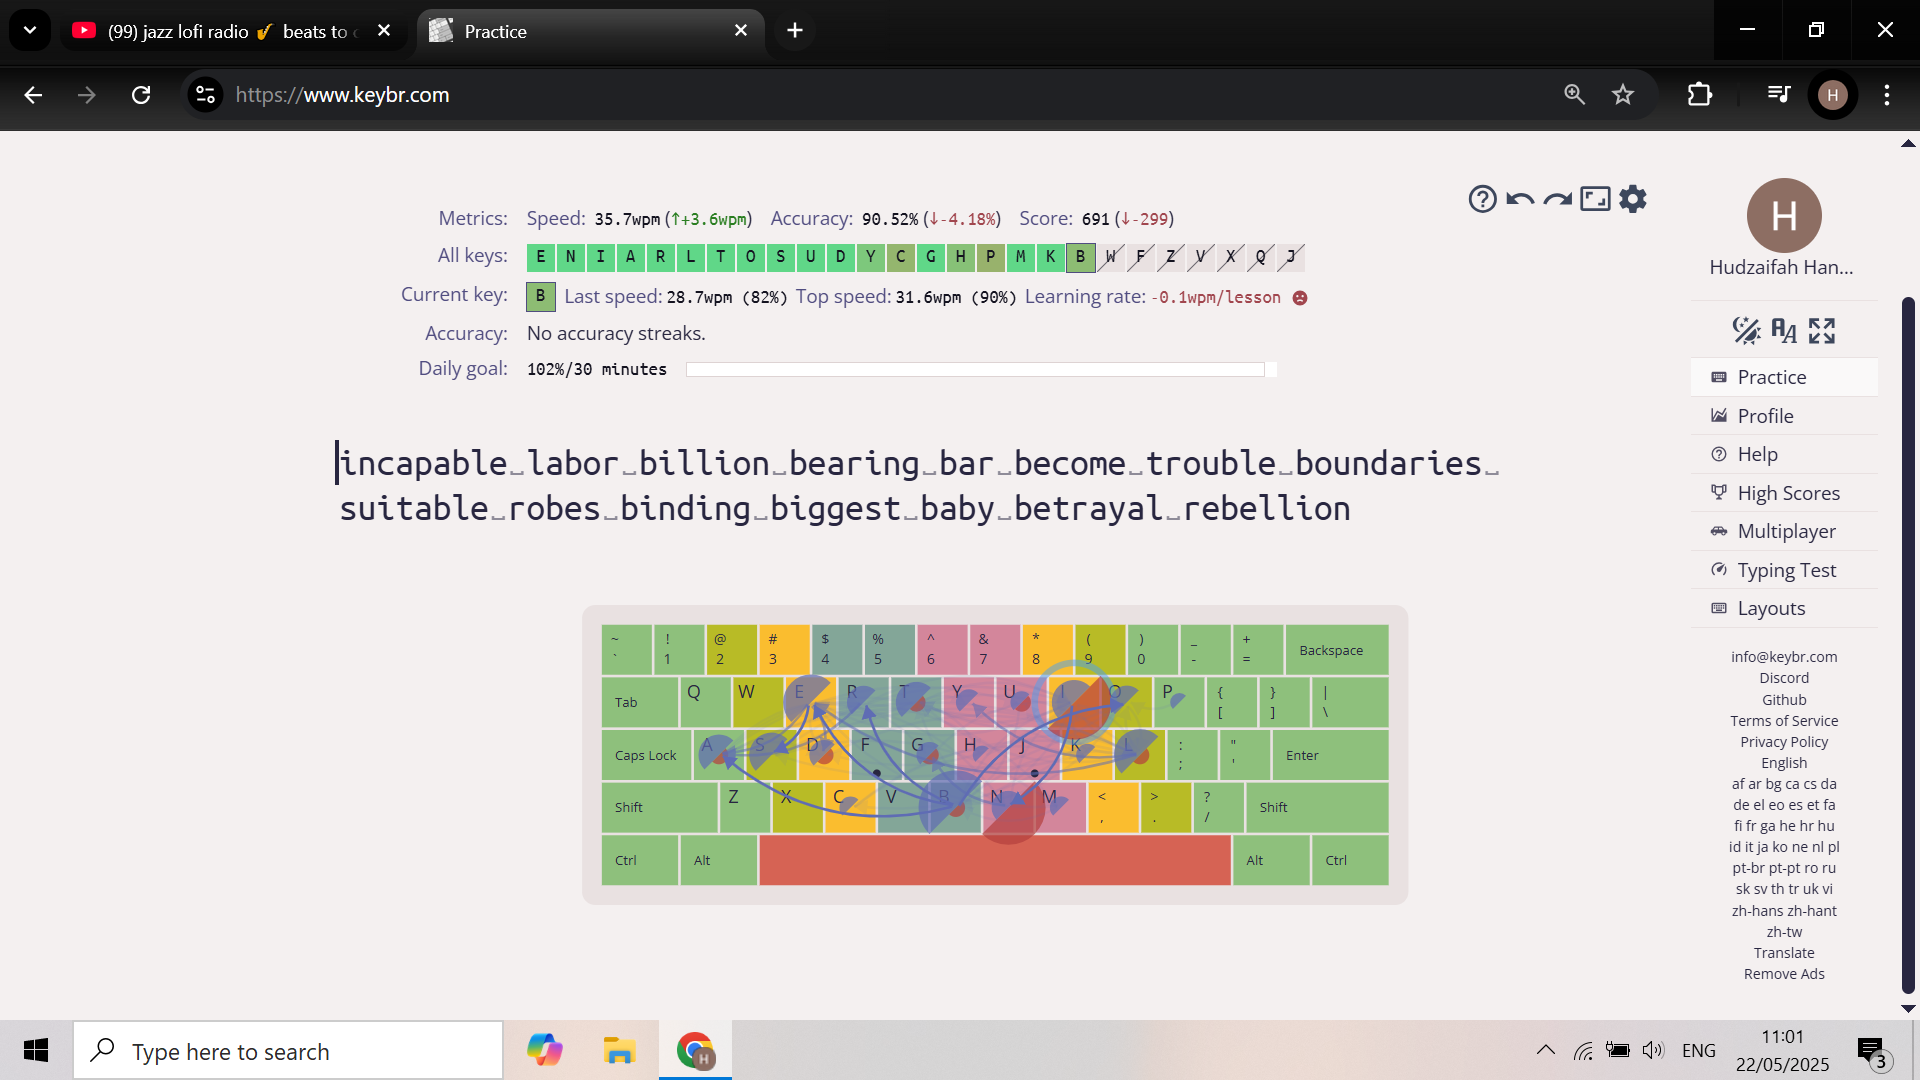 (99) jazz lofi radio 🎷 beats to c
Practice
https://www.keybr.com
H
Metrics: Speed: 35.7wpm (↑+3.6wpm) Accuracy: 90.52% (↓-4.18%) Score: 691 (↓-299)
All keys: E N I A R L T O S U D Y C G H P M K B W F Z V X Q J
Current key: B Last speed: 28.7wpm (82%) Top speed: 31.6wpm (90%) Learning rate: -0.1wpm/lesson
Accuracy: No accuracy streaks.
Daily goal: 102%/30 minutes
incapable␣labor␣billion␣bearing␣bar␣become␣trouble␣boundaries␣
suitable␣robes␣binding␣biggest␣baby␣betrayal␣rebellion
~ ! @ # $ % ^ & * ( ) _ +
` 1 2 3 4 5 6 7 8 9 0 - = Backspace
Tab Q W E R T Y U I O P { } |
[ ] \
Caps Lock A S D F G H J K L : " Enter
; '
Shift Z X C V B N M < > ? Shift
, . /
Ctrl Alt Alt Ctrl
H
Hudzaifah Han...
AA
Practice
Profile
Help
High Scores
Multiplayer
Typing Test
Layouts
info@keybr.com
Discord
Github
Terms of Service
Privacy Policy
English
af ar bg ca cs da
de el eo es et fa
fi fr ga he hr hu
id it ja ko ne nl pl
pt-br pt-pt ro ru
sk sv th tr uk vi
zh-hans zh-hant
zh-tw
Translate
Remove Ads
Type here to search
H
ENG
11:01
22/05/2025
3